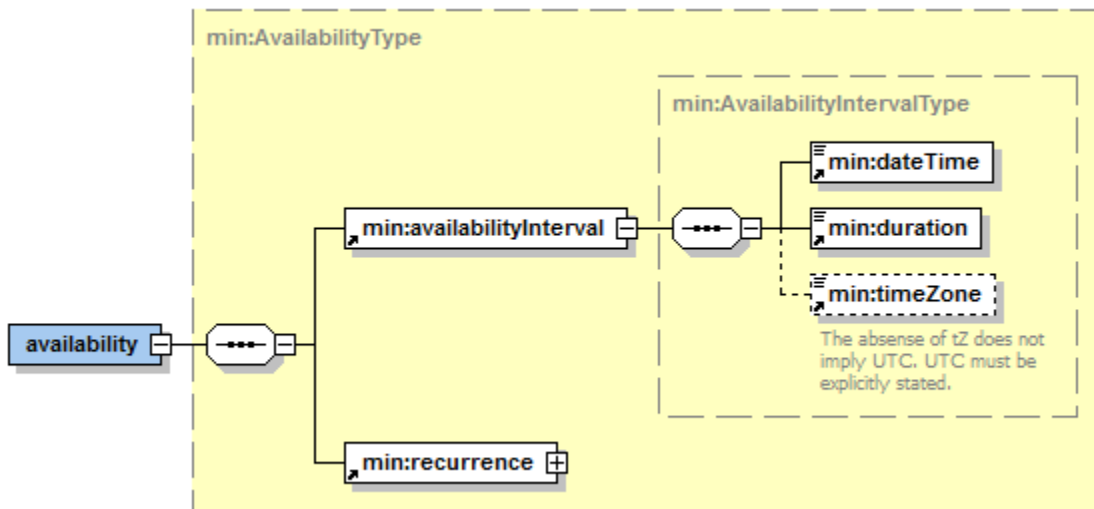 min:AvailabilityType
min:AvailabilityIntervalType
min:dateTime
min:availabilityInterval
min:duration
min:timeZone
availability
The absense of tZ does not
imply UTC. UTC must be
explicitly stated.
min:recurrence